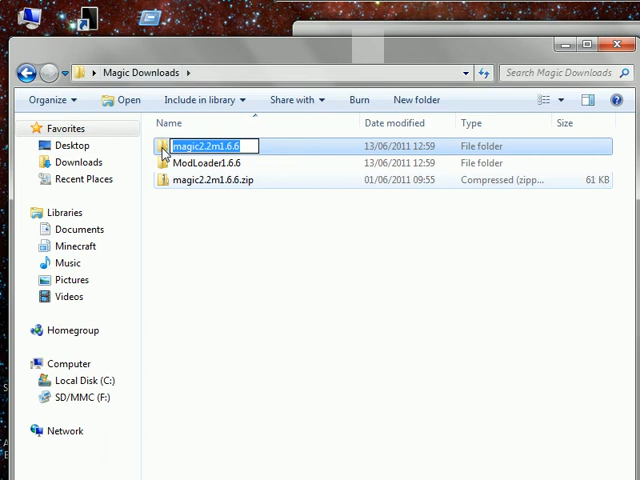 Magic Downloads
Search Magic Downloads
Organize Open Include in library Share with Burn New folder
Name Date modified Type Size
Favorites
Desktop
Downloads
Recent Places
Libraries
Documents
Minecraft
Music
Pictures
Videos
Homegroup
Computer
Local Disk (C:)
SD/MMC (F:)
Network
magic2.2m1.6.6 13/06/2011 12:59 File folder
ModLoader1.6.6 13/06/2011 12:59 File folder
magic2.2m1.6.6.zip 01/06/2011 09:55 Compressed (zipp... 61 KB